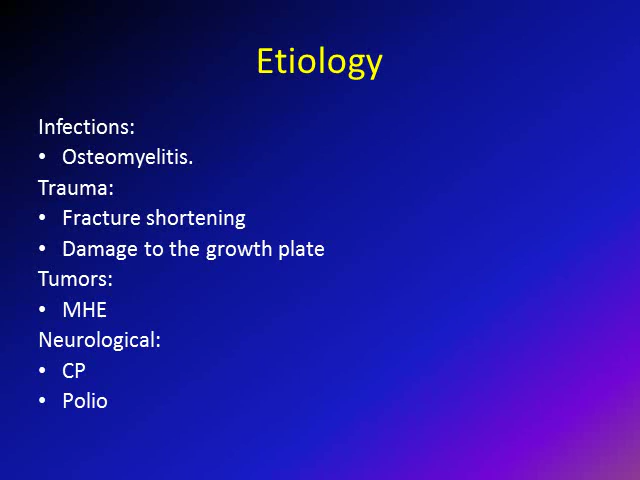 Etiology
Infections:
• Osteomyelitis.
Trauma:
• Fracture shortening
• Damage to the growth plate
Tumors:
• MHE
Neurological:
• CP
• Polio